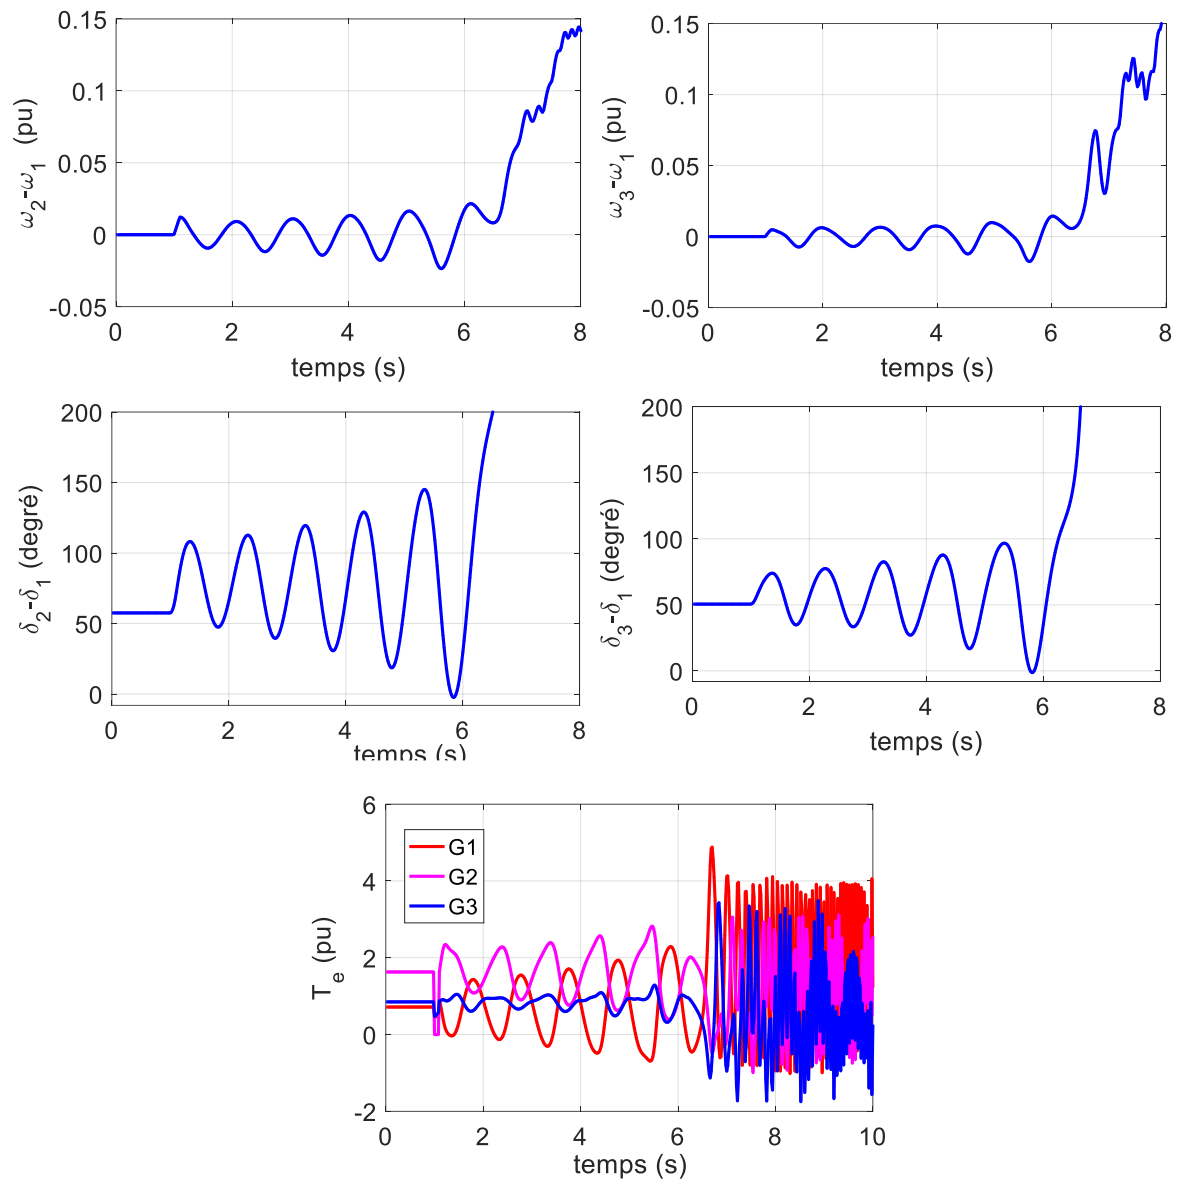 0.15
0.1
0.05
0
-0.05
ω2-ω1 (pu)
0 2 4 6 8
temps (s)
0.15
0.1
0.05
0
-0.05
ω3-ω1 (pu)
0 2 4 6 8
temps (s)
200
150
100
50
0
δ2-δ1 (degré)
0 2 4 6 8
temps (s)
200
150
100
50
0
δ3-δ1 (degré)
0 2 4 6 8
temps (s)
6
4
2
0
-2
Te (pu)
G1
G2
G3
0 2 4 6 8 10
temps (s)